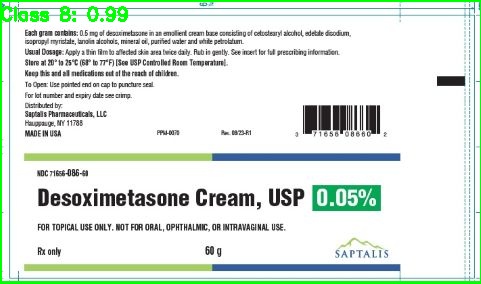 Class 8: 0.99
Each gram contains: 0.5 mg of desoximetasone in an emollient cream base consisting of cetostearyl alcohol, edetate disodium,
isopropyl myristate, lanolin alcohols, mineral oil, purified water and white petrolatum.
Usual Dosage: Apply a thin film to affected skin area twice daily. Rub in gently. See insert for full prescribing information.
Store at 20° to 25°C (68° to 77°F) [See USP Controlled Room Temperature].
Keep this and all medications out of the reach of children.
To Open: Use pointed end on cap to puncture seal.
For lot number and expiry date see crimp.
Distributed by:
Saptalis Pharmaceuticals, LLC
Hauppauge, NY 11788
MADE IN USA PPM-0070 Rev. 08/23-R1
3 71656 08660 2
NDC 71656-086-60
Desoximetasone Cream, USP 0.05%
FOR TOPICAL USE ONLY. NOT FOR ORAL, OPHTHALMIC, OR INTRAVAGINAL USE.
Rx only 60 g
SAPTALIS